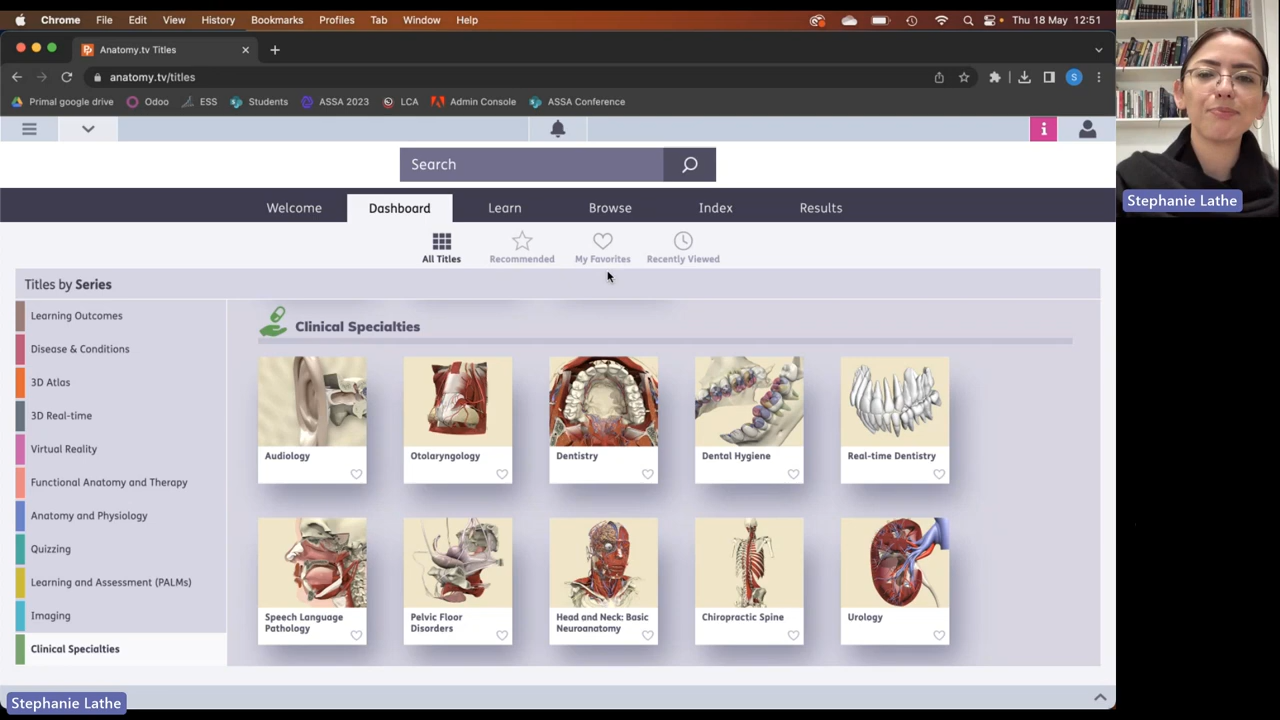 Chrome File Edit View History Bookmarks Profiles Tab Window Help Thu 18 May 12:51
Anatomy.tv Titles
anatomy.tv/titles
S
Primal google drive Odoo ESS Students ASSA 2023 LCA Admin Console ASSA Conference
i
Search
Welcome Dashboard Learn Browse Index Results
All Titles Recommended My Favorites Recently Viewed
Titles by Series
Learning Outcomes
Disease & Conditions
3D Atlas
3D Real-time
Virtual Reality
Functional Anatomy and Therapy
Anatomy and Physiology
Quizzing
Learning and Assessment (PALMs)
Imaging
Clinical Specialties
Clinical Specialties
Audiology
Otolaryngology
Dentistry
Dental Hygiene
Real-time Dentistry
Speech Language
Pathology
Pelvic Floor
Disorders
Head and Neck: Basic
Neuroanatomy
Chiropractic Spine
Urology
Stephanie Lathe
Stephanie Lathe